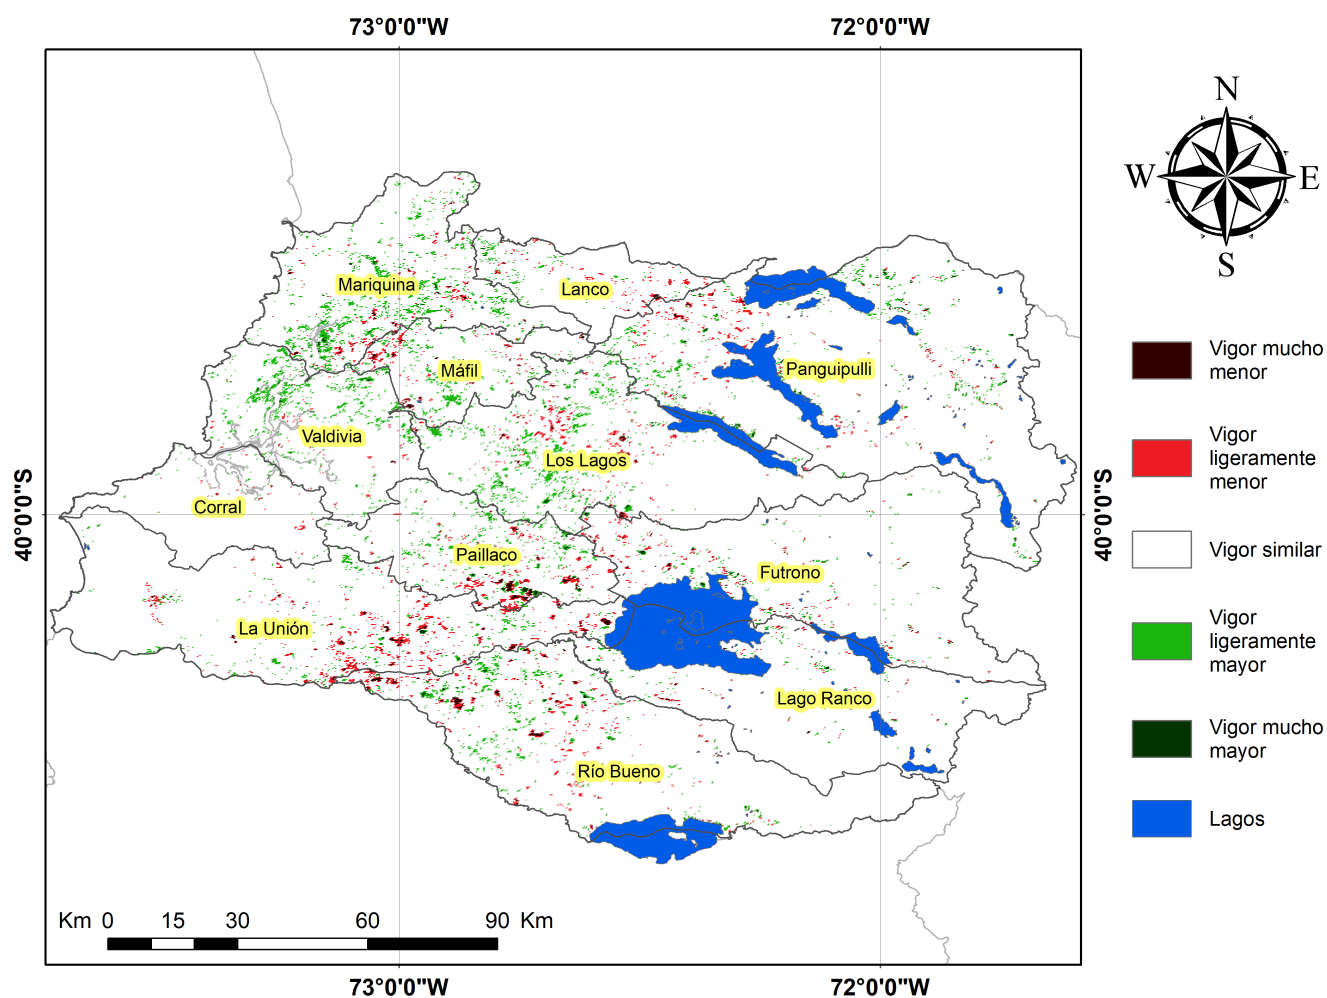 73°0'0"W
72°0'0"W
N
W
E
S
Mariquina
Lanco
Máfil
Panguipulli
Valdivia
Los Lagos
Corral
Paillaco
Futrono
La Unión
Lago Ranco
Río Bueno
40°0'0"S
40°0'0"S
Vigor mucho
menor
Vigor
ligeramente
menor
Vigor similar
Vigor
ligeramente
mayor
Vigor mucho
mayor
Lagos
Km 0 15 30 60 90 Km
73°0'0"W
72°0'0"W